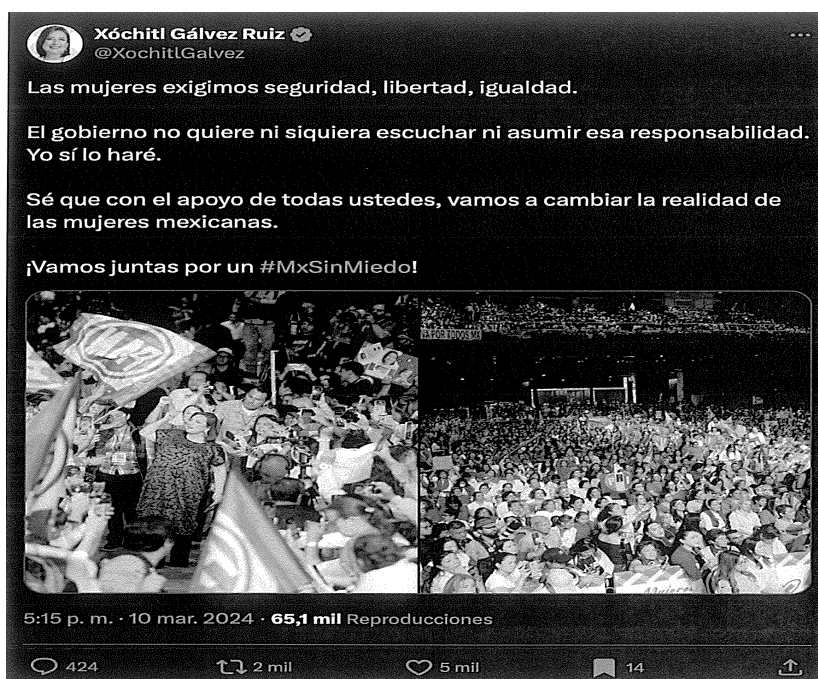 Xóchitl Gálvez Ruiz
@XochitlGalvez
Las mujeres exigimos seguridad, libertad, igualdad.
El gobierno no quiere ni siquiera escuchar ni asumir esa responsabilidad.
Yo sí lo haré.
Sé que con el apoyo de todas ustedes, vamos a cambiar la realidad de
las mujeres mexicanas.
¡Vamos juntas por un #MxSinMiedo!
POR TODOS
5:15 p. m. · 10 mar. 2024 · 65,1 mil Reproducciones
424 2 mil 5 mil 14